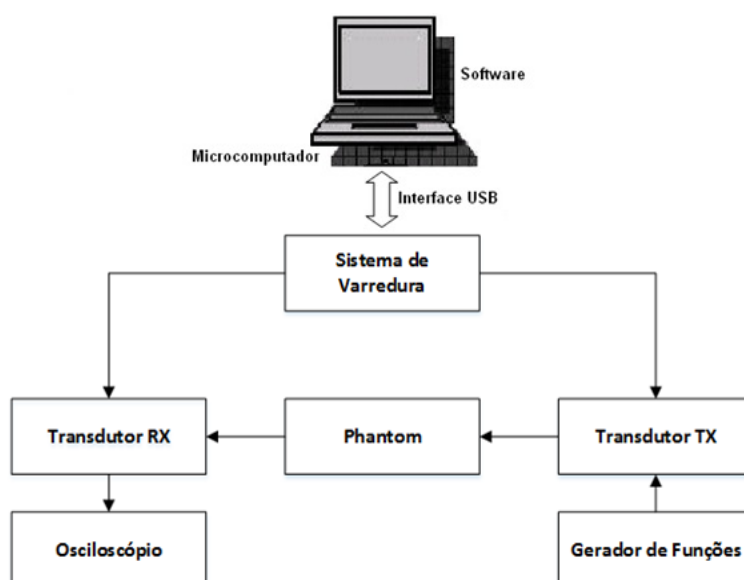 Software
Microcomputador
Interface USB
Sistema de
Varredura
Transdutor RX
Phantom
Transdutor TX
Osciloscópio
Gerador de Funções